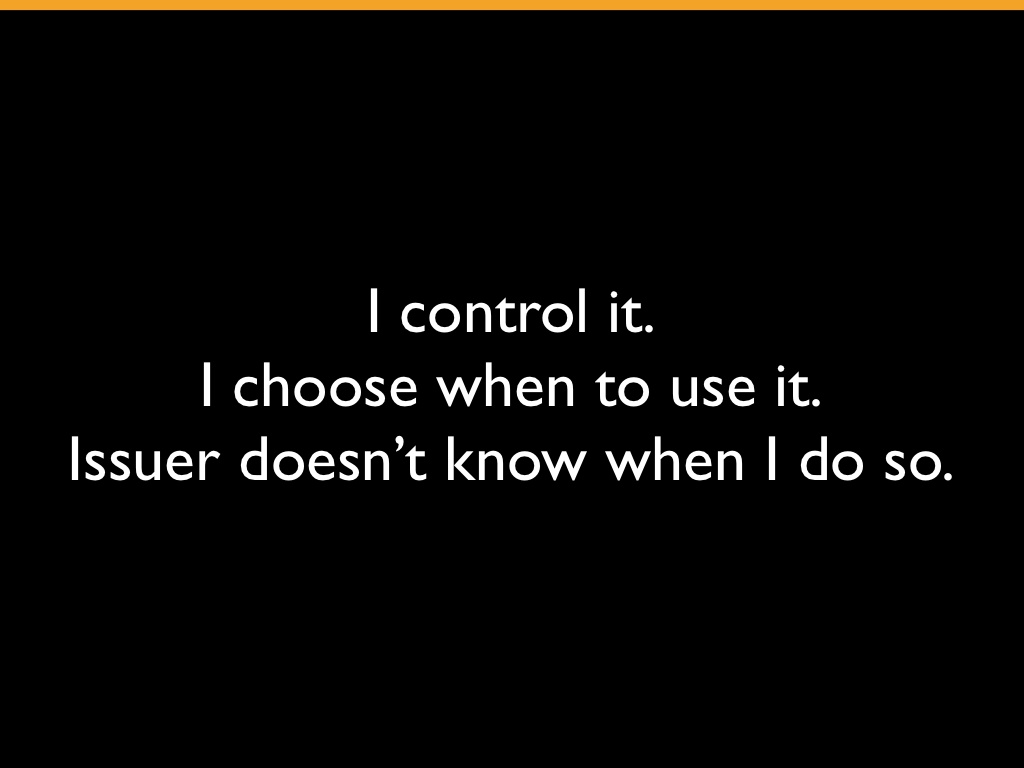 I control it.
I choose when to use it.
Issuer doesn’t know when I do so.